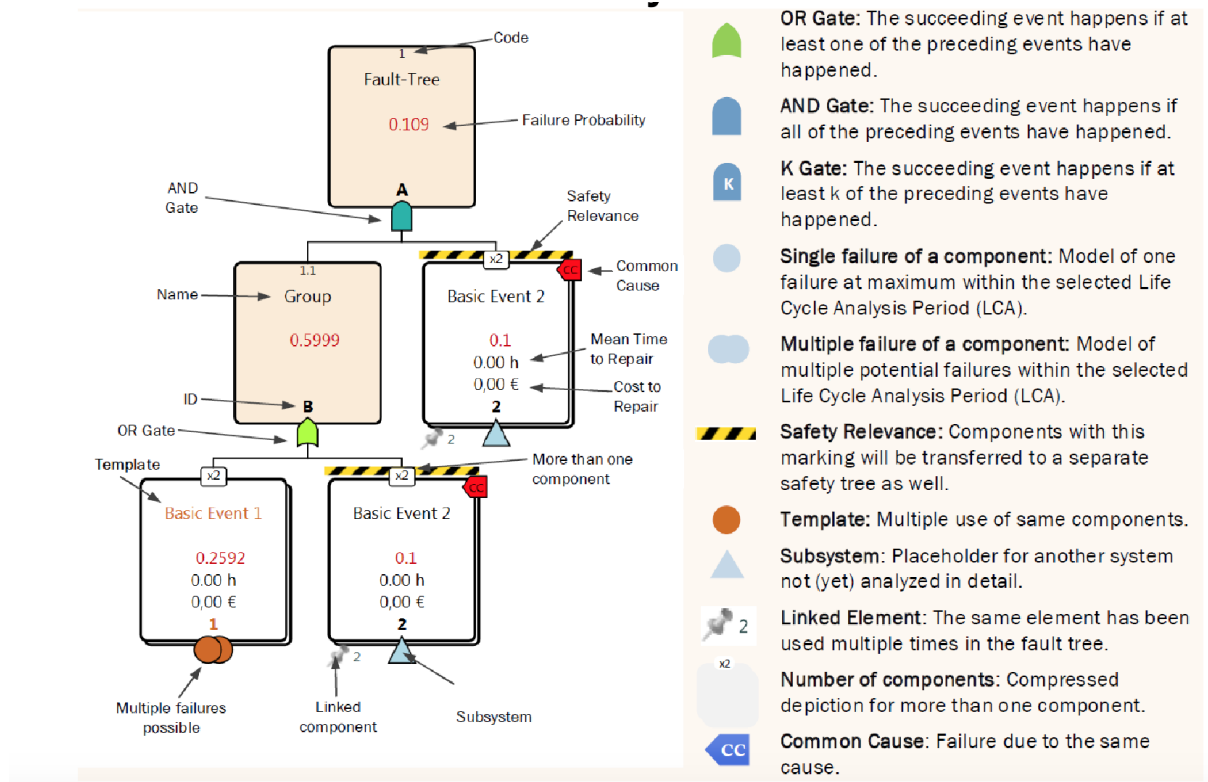 Code
1
Fault-Tree
0.109
Failure Probability
AND
Gate
A
Safety
Relevance
x2
CC
Common
Cause
1.1
Name
Group
0.5999
Basic Event 2
0.1
0.00 h
0,00 €
Mean Time
to Repair
Cost to
Repair
ID
B
2
OR Gate
2
Template
x2
x2
More than one
component
CC
Basic Event 1
0.2592
0.00 h
0,00 €
1
Basic Event 2
0.1
0.00 h
0,00 €
2
2
Multiple failures
possible
Linked
component
Subsystem
OR Gate: The succeeding event happens if at
least one of the preceding events have
happened.
AND Gate: The succeeding event happens if
all of the preceding events have happened.
K
K Gate: The succeeding event happens if at
least k of the preceding events have
happened.
Single failure of a component: Model of one
failure at maximum within the selected Life
Cycle Analysis Period (LCA).
Multiple failure of a component: Model of
multiple potential failures within the selected
Life Cycle Analysis Period (LCA).
Safety Relevance: Components with this
marking will be transferred to a separate
safety tree as well.
Template: Multiple use of same components.
Subsystem: Placeholder for another system
not (yet) analyzed in detail.
2
Linked Element: The same element has been
used multiple times in the fault tree.
x2
Number of components: Compressed
depiction for more than one component.
CC
Common Cause: Failure due to the same
cause.